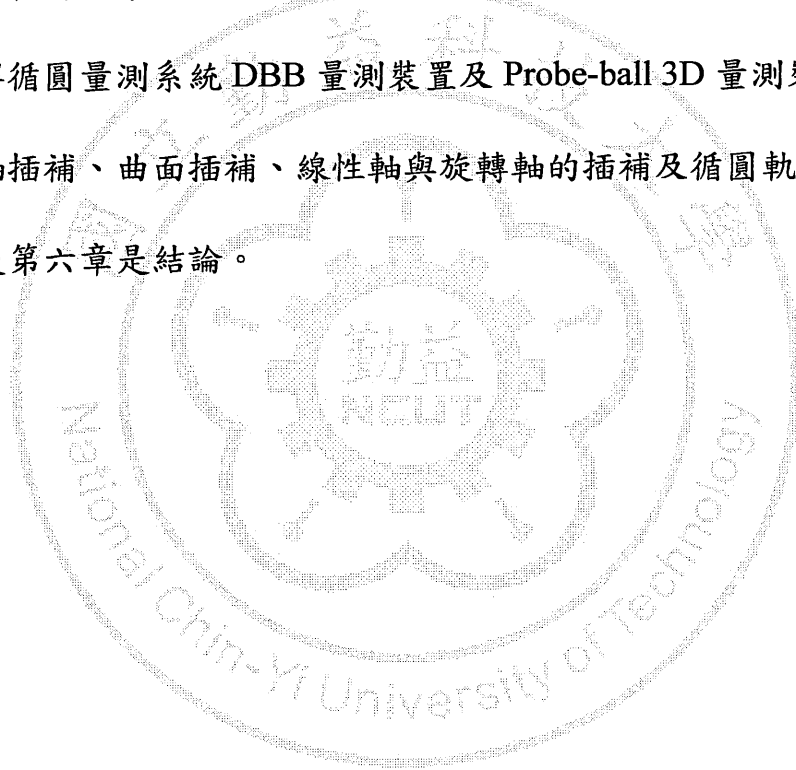 循圓量測系統 DBB 量測裝置及 Probe-ball 3D 量測
插補、曲面插補、線性軸與旋轉軸的插補及循圓軌
第六章是結論。
勤益
NCUT
National Chin-Yi University of Technology